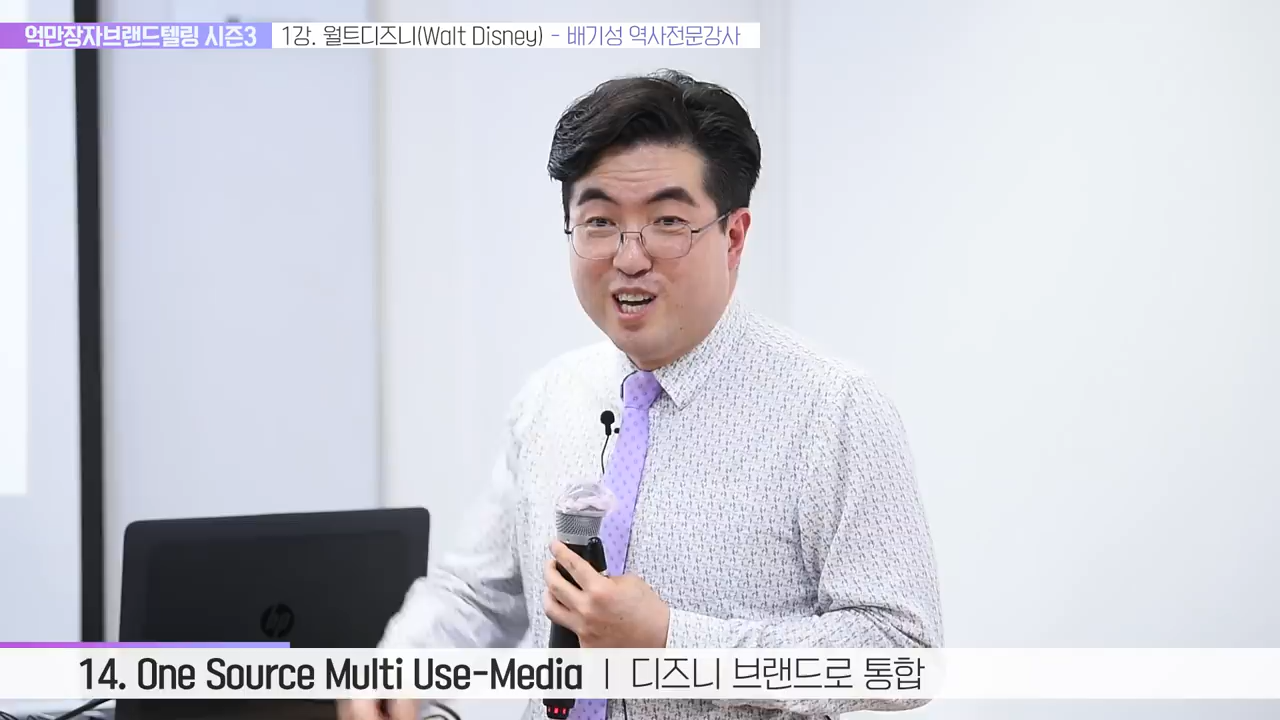 억만장자브랜드텔링 시즌3 1강. 월트디즈니(Walt Disney) - 배기성 역사전문강사
hp
14. One Source Multi Use-Media | 디즈니 브랜드로 통합